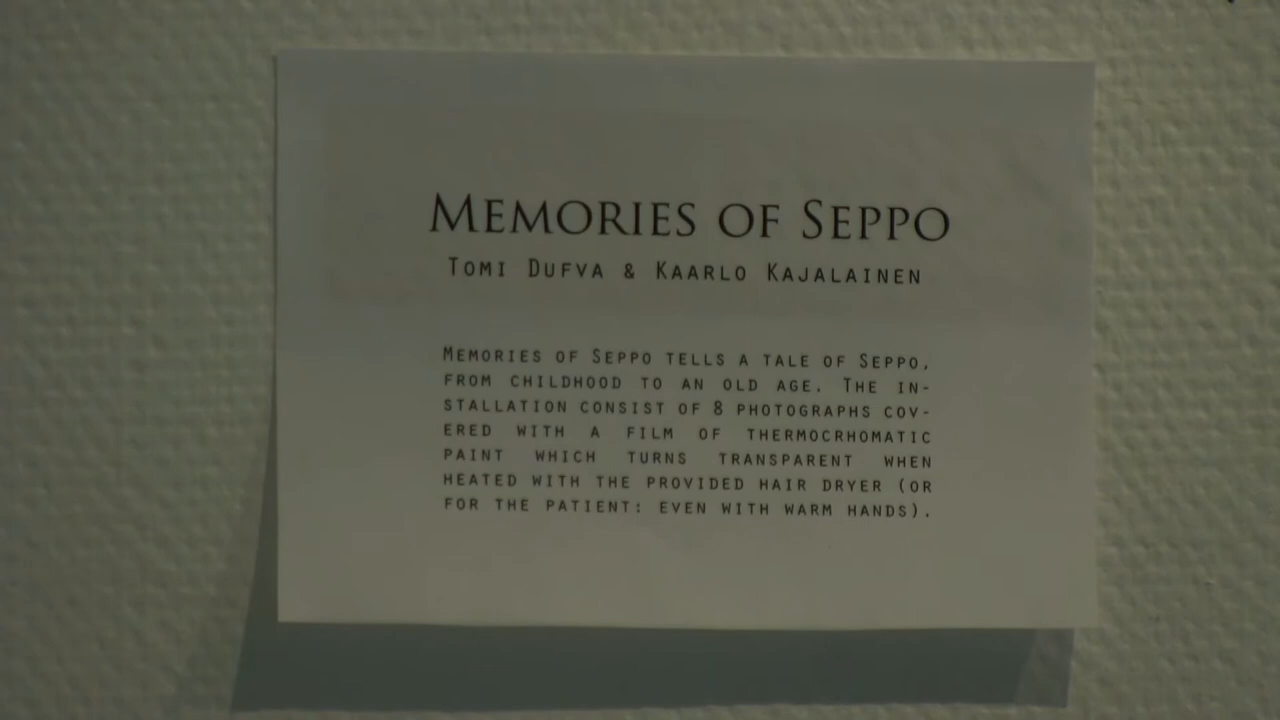 MEMORIES OF SEPPO
TOMI DUFVA & KAARLO KAJALAINEN
MEMORIES OF SEPPO TELLS A TALE OF SEPPO,
FROM CHILDHOOD TO AN OLD AGE. THE IN-
STALLATION CONSIST OF 8 PHOTOGRAPHS COV-
ERED WITH A FILM OF THERMOCRHOMATIC
PAINT WHICH TURNS TRANSPARENT WHEN
HEATED WITH THE PROVIDED HAIR DRYER (OR
FOR THE PATIENT: EVEN WITH WARM HANDS).